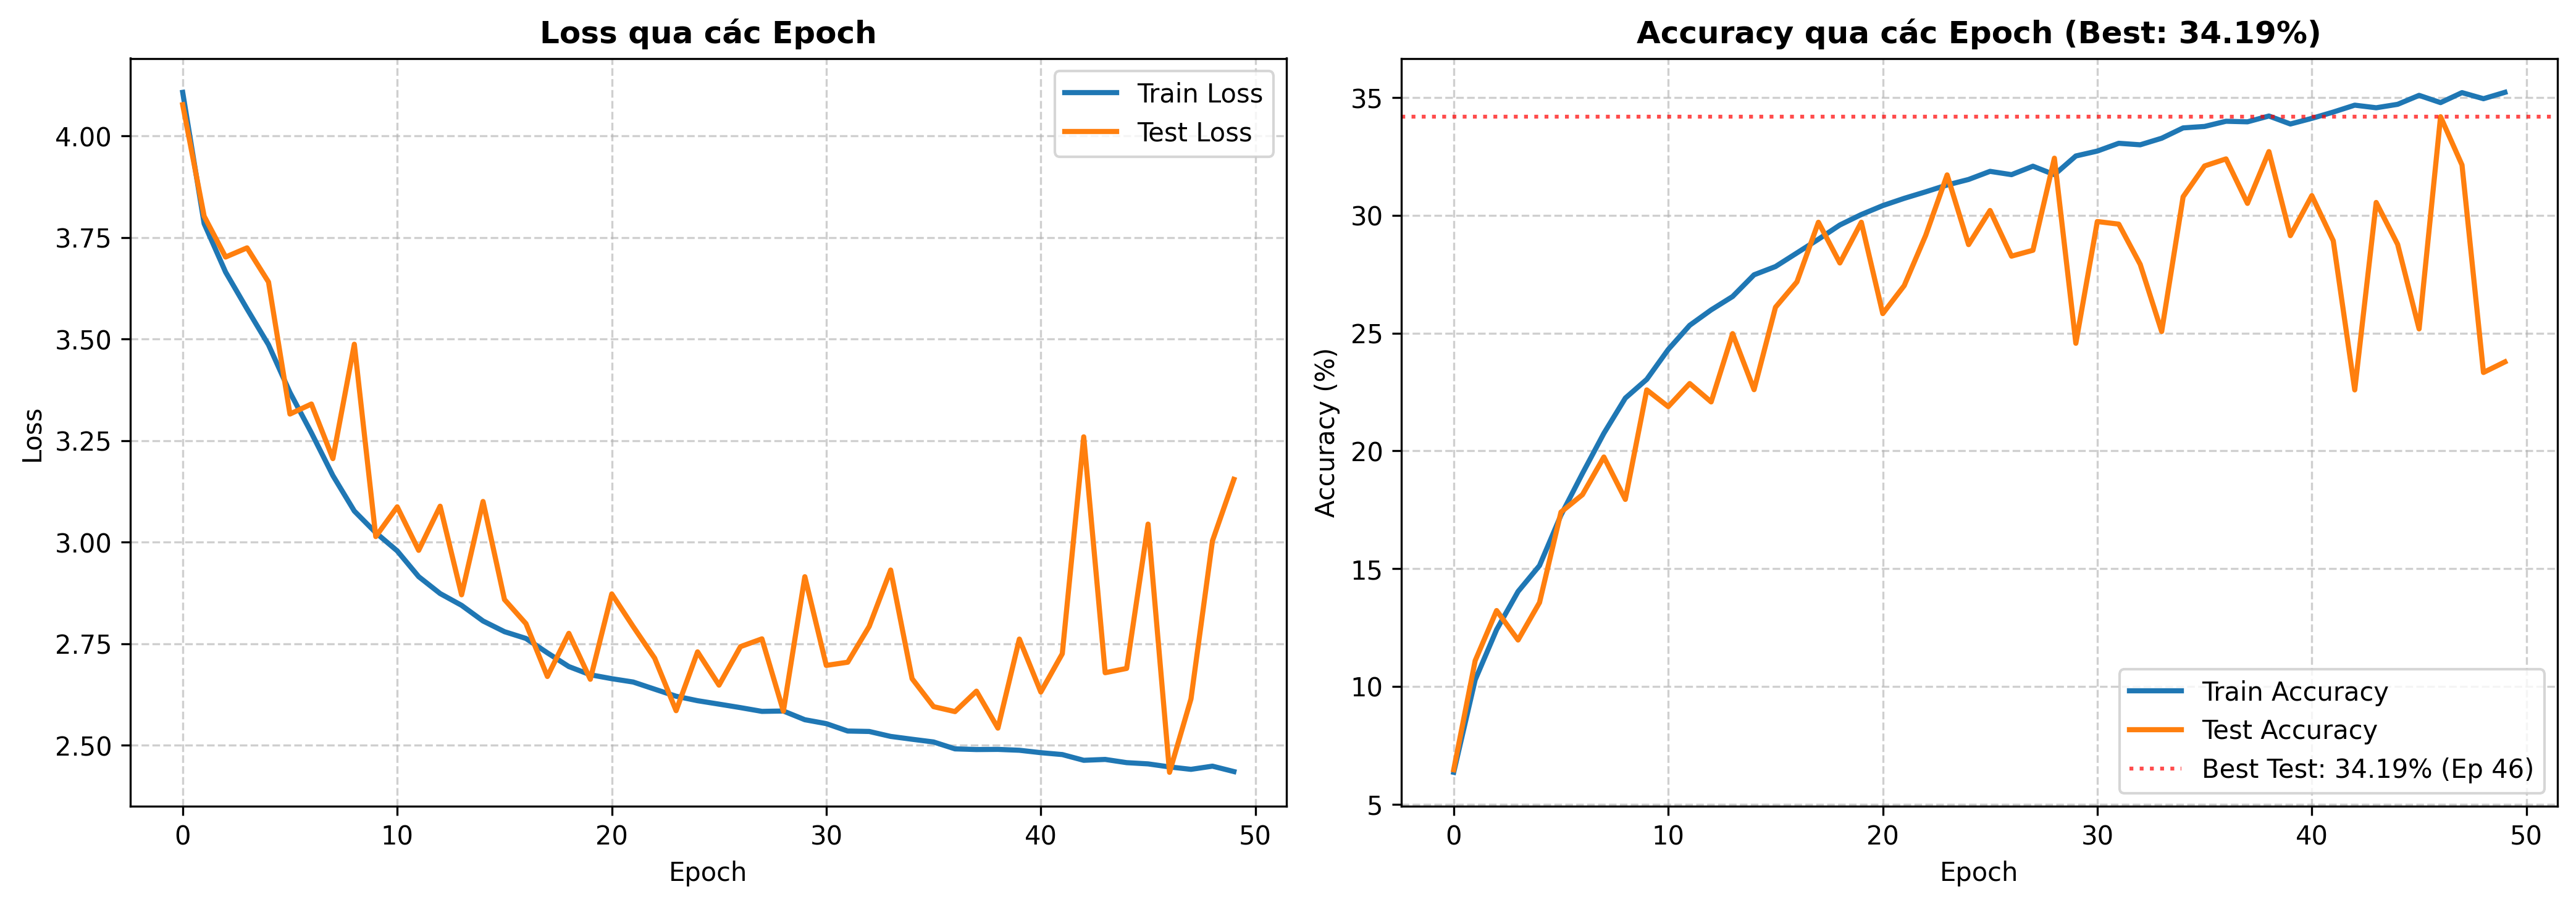 Loss qua các Epoch
Train Loss
Test Loss
4.00
3.75
3.50
3.25
3.00
2.75
2.50
Loss
0
10
20
30
40
50
Epoch
Accuracy qua các Epoch (Best: 34.19%)
35
30
25
20
15
10
5
Accuracy (%)
Train Accuracy
Test Accuracy
Best Test: 34.19% (Ep 46)
0
10
20
30
40
50
Epoch